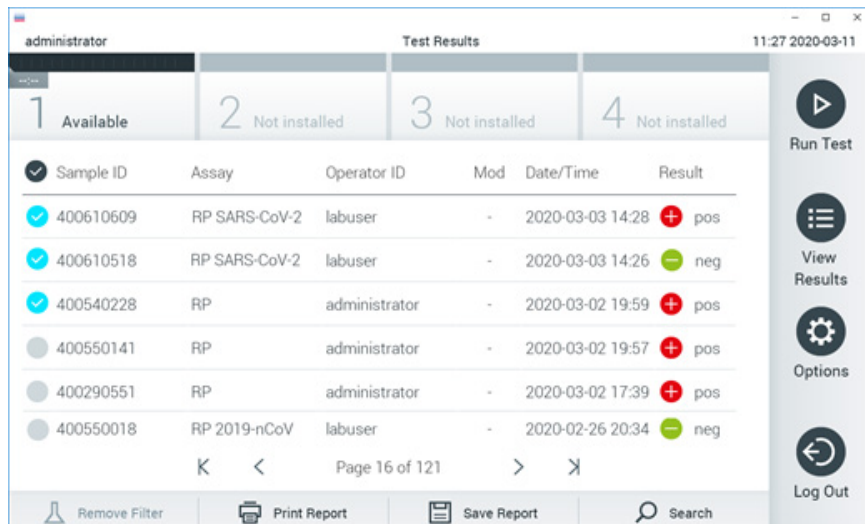 administrator Test Results 11:27 2020-03-11
--:--
1 Available 2 Not installed 3 Not installed 4 Not installed
Run Test
Sample ID Assay Operator ID Mod Date/Time Result
400610609 RP SARS-CoV-2 labuser - 2020-03-03 14:28 pos
400610518 RP SARS-CoV-2 labuser - 2020-03-03 14:26 neg
View
Results
400540228 RP administrator - 2020-03-02 19:59 pos
400550141 RP administrator - 2020-03-02 19:57 pos
Options
400290551 RP administrator - 2020-03-02 17:39 pos
400550018 RP 2019-nCoV labuser - 2020-02-26 20:34 neg
Page 16 of 121
Log Out
Remove Filter Print Report Save Report Search